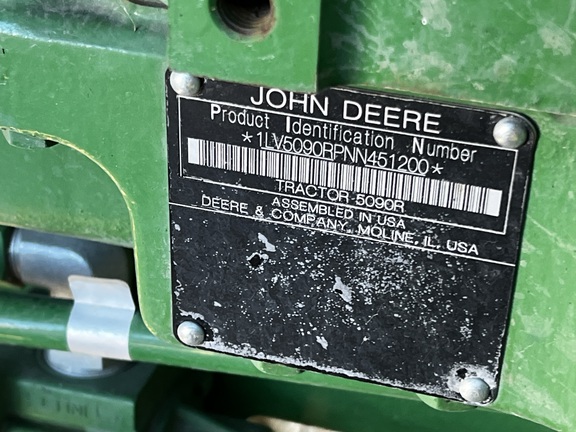 JOHN DEERE
Product Identification Number
*1LV5090RPNN451200*
TRACTOR 5090R
ASSEMBLED IN USA
DEERE & COMPANY, MOLINE, IL, USA